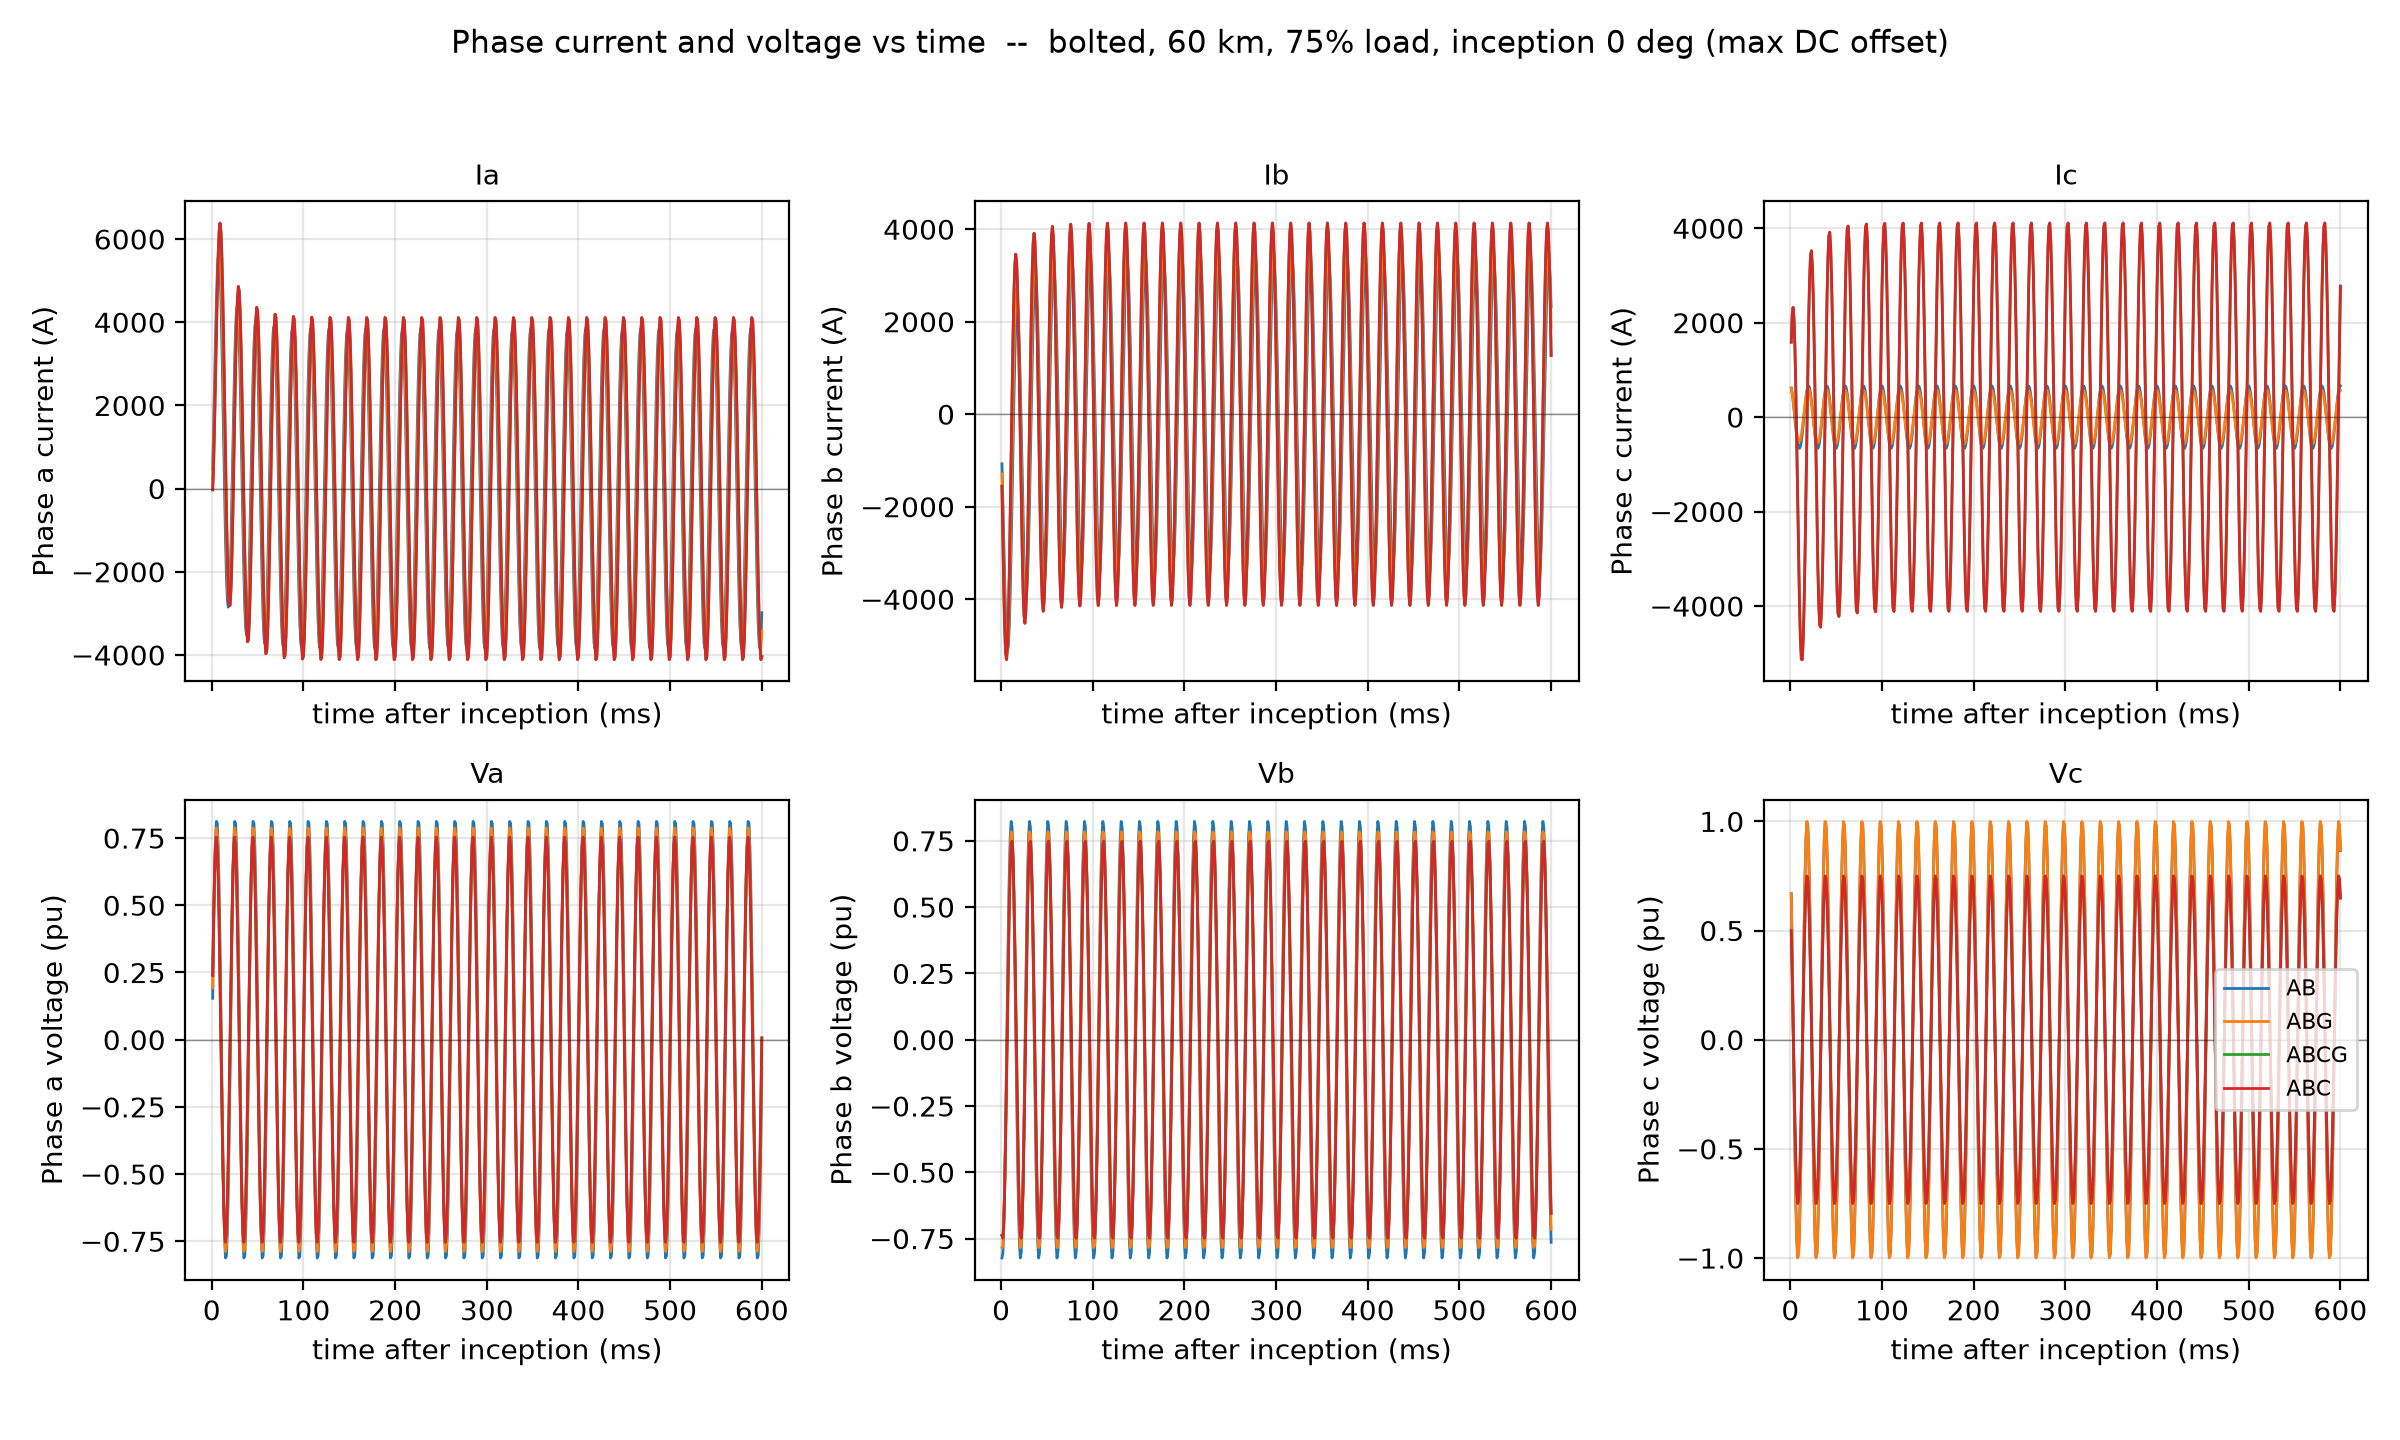 Phase current and voltage vs time  --  bolted, 60 km, 75% load, inception 0 deg (max DC offset)
Ia
Phase a current (A)
6000
4000
2000
0
−2000
−4000
time after inception (ms)
Ib
Phase b current (A)
4000
2000
0
−2000
−4000
time after inception (ms)
Ic
Phase c current (A)
4000
2000
0
−2000
−4000
time after inception (ms)
Va
Phase a voltage (pu)
0.75
0.50
0.25
0.00
−0.25
−0.50
−0.75
0 100 200 300 400 500 600
time after inception (ms)
Vb
Phase b voltage (pu)
0.75
0.50
0.25
0.00
−0.25
−0.50
−0.75
0 100 200 300 400 500 600
time after inception (ms)
Vc
Phase c voltage (pu)
1.0
0.5
0.0
−0.5
−1.0
AB
ABG
ABCG
ABC
0 100 200 300 400 500 600
time after inception (ms)